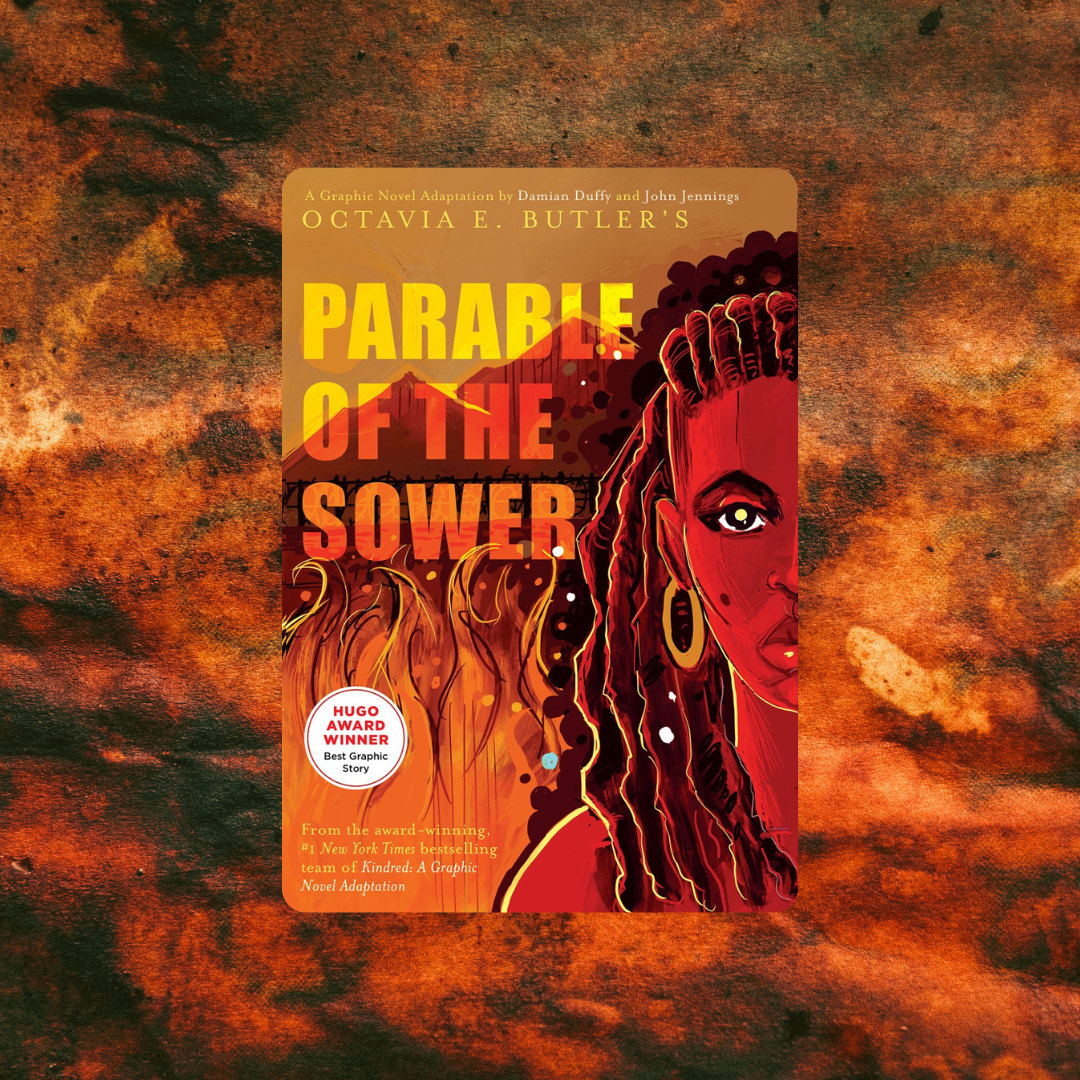 A Graphic Novel Adaptation by Damian Duffy and John Jennings
OCTAVIA E. BUTLER'S
PARABLE
OF THE
SOWER
HUGO
AWARD
WINNER
Best Graphic
Story
From the award-winning,
#1 New York Times bestselling
team of Kindred: A Graphic
Novel Adaptation